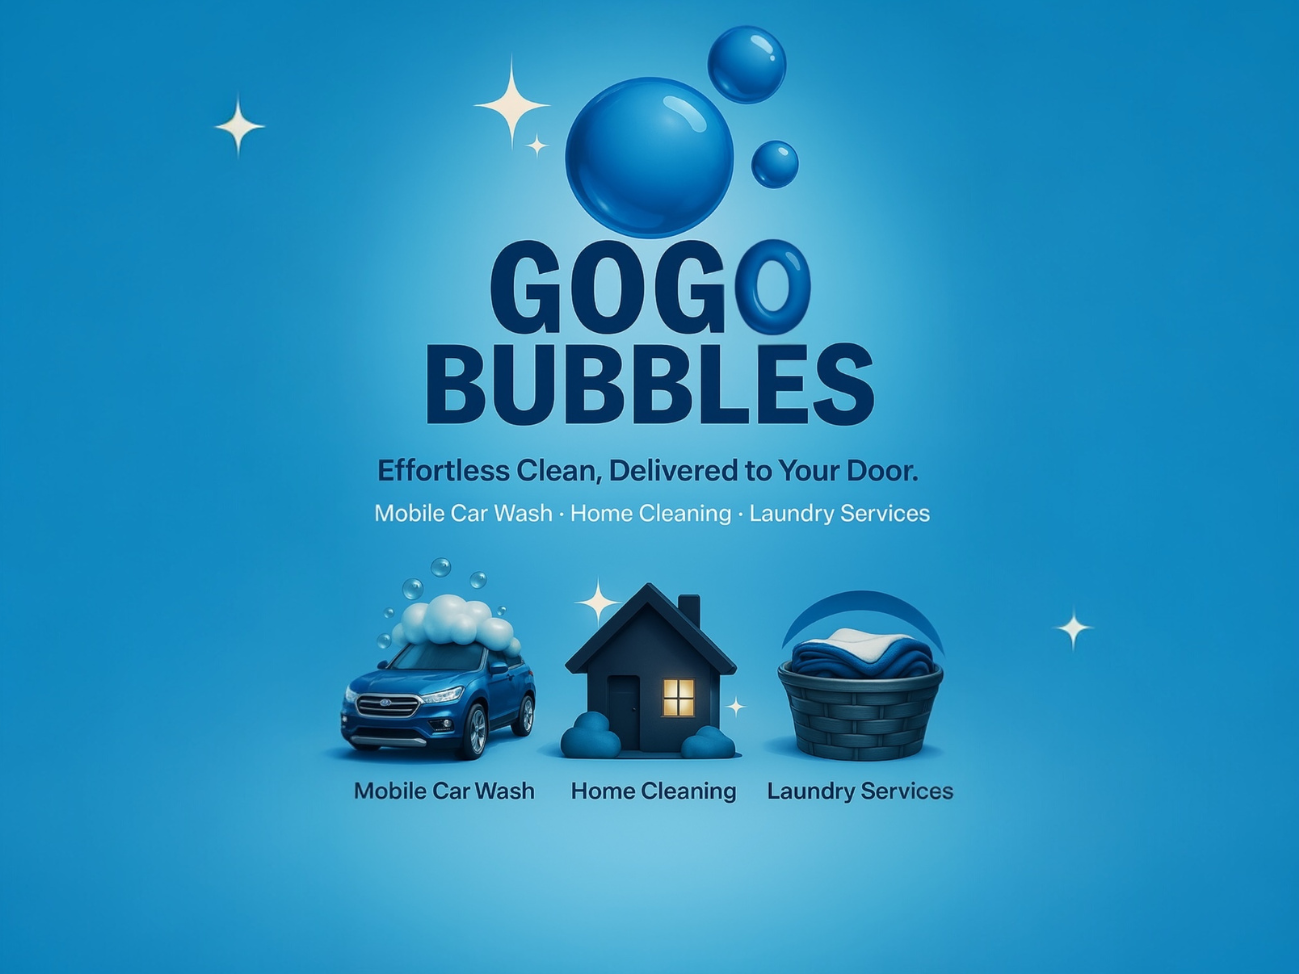 GOGO
BUBBLES
Effortless Clean, Delivered to Your Door.
Mobile Car Wash · Home Cleaning · Laundry Services
Mobile Car Wash
Home Cleaning
Laundry Services